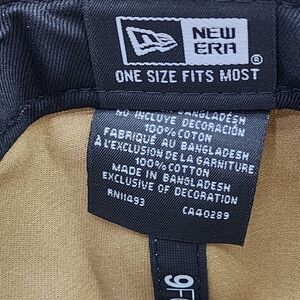 NEW
ERA
®
ONE SIZE FITS MOST
BANGLADESH
NO INCLUYE DECORACIÓN
100% COTON
FABRIQUÉ AU BANGLADESH
À L'EXCLUSION DE LA GARNITURE
100% COTTON
MADE IN BANGLADESH
EXCLUSIVE OF DECORATION
RN11493 CA40289